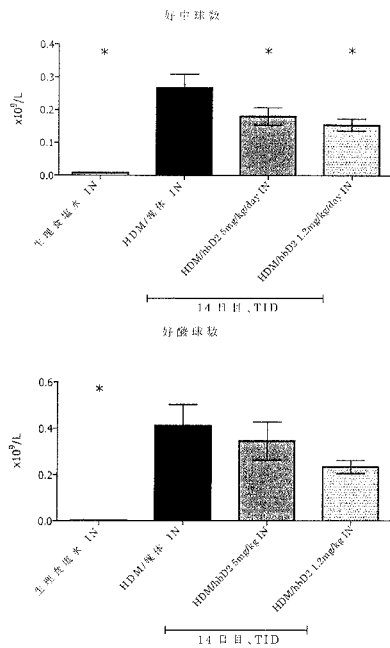 好中球数
*
*
*
0.4
0.3
0.2
0.1
0.0
x10⁹/L
生理食塩水 IN
HDM/媒体 IN
HDM/hbD2 5mg/kg/day IN
HDM/hbD2 1.2mg/kg/day IN
14日目、TID
好酸球数
*
0.6
0.4
0.2
0.0
x10⁹/L
生理食塩水 IN
HDM/媒体 IN
HDM/hbD2 5mg/kg IN
HDM/hbD2 1.2mg/kg IN
14日目、TID